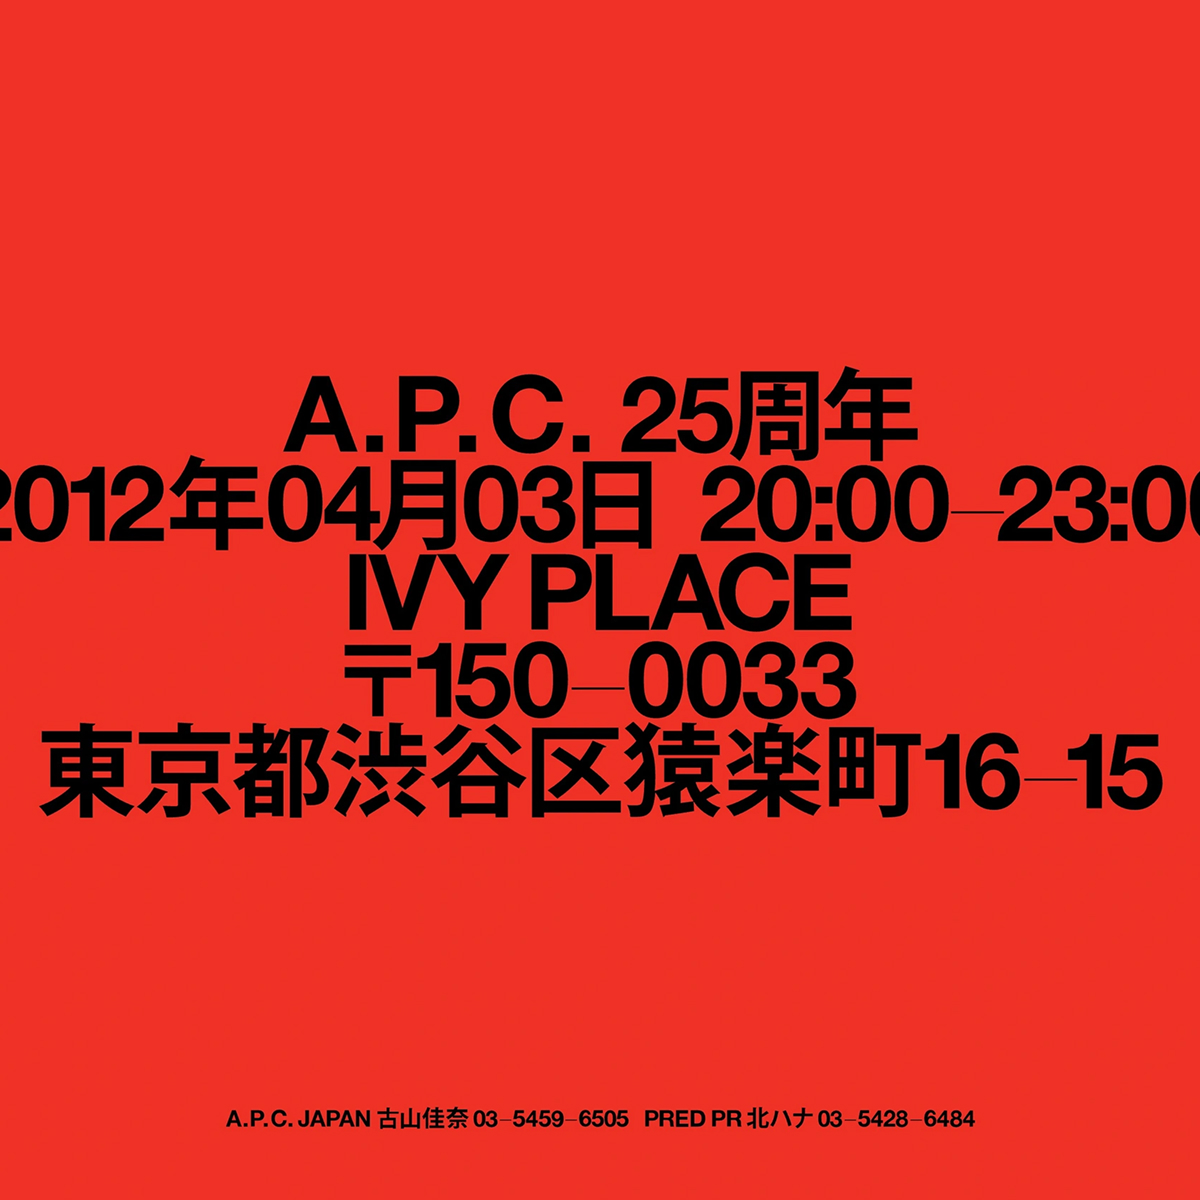 A.P.C. 25周年
2012年04月03日 20:00—23:00
IVY PLACE
〒150—0033
東京都渋谷区猿楽町16—15
A.P.C. JAPAN 古山佳奈 03–5459–6505 PRED PR 北ハナ 03–5428–6484